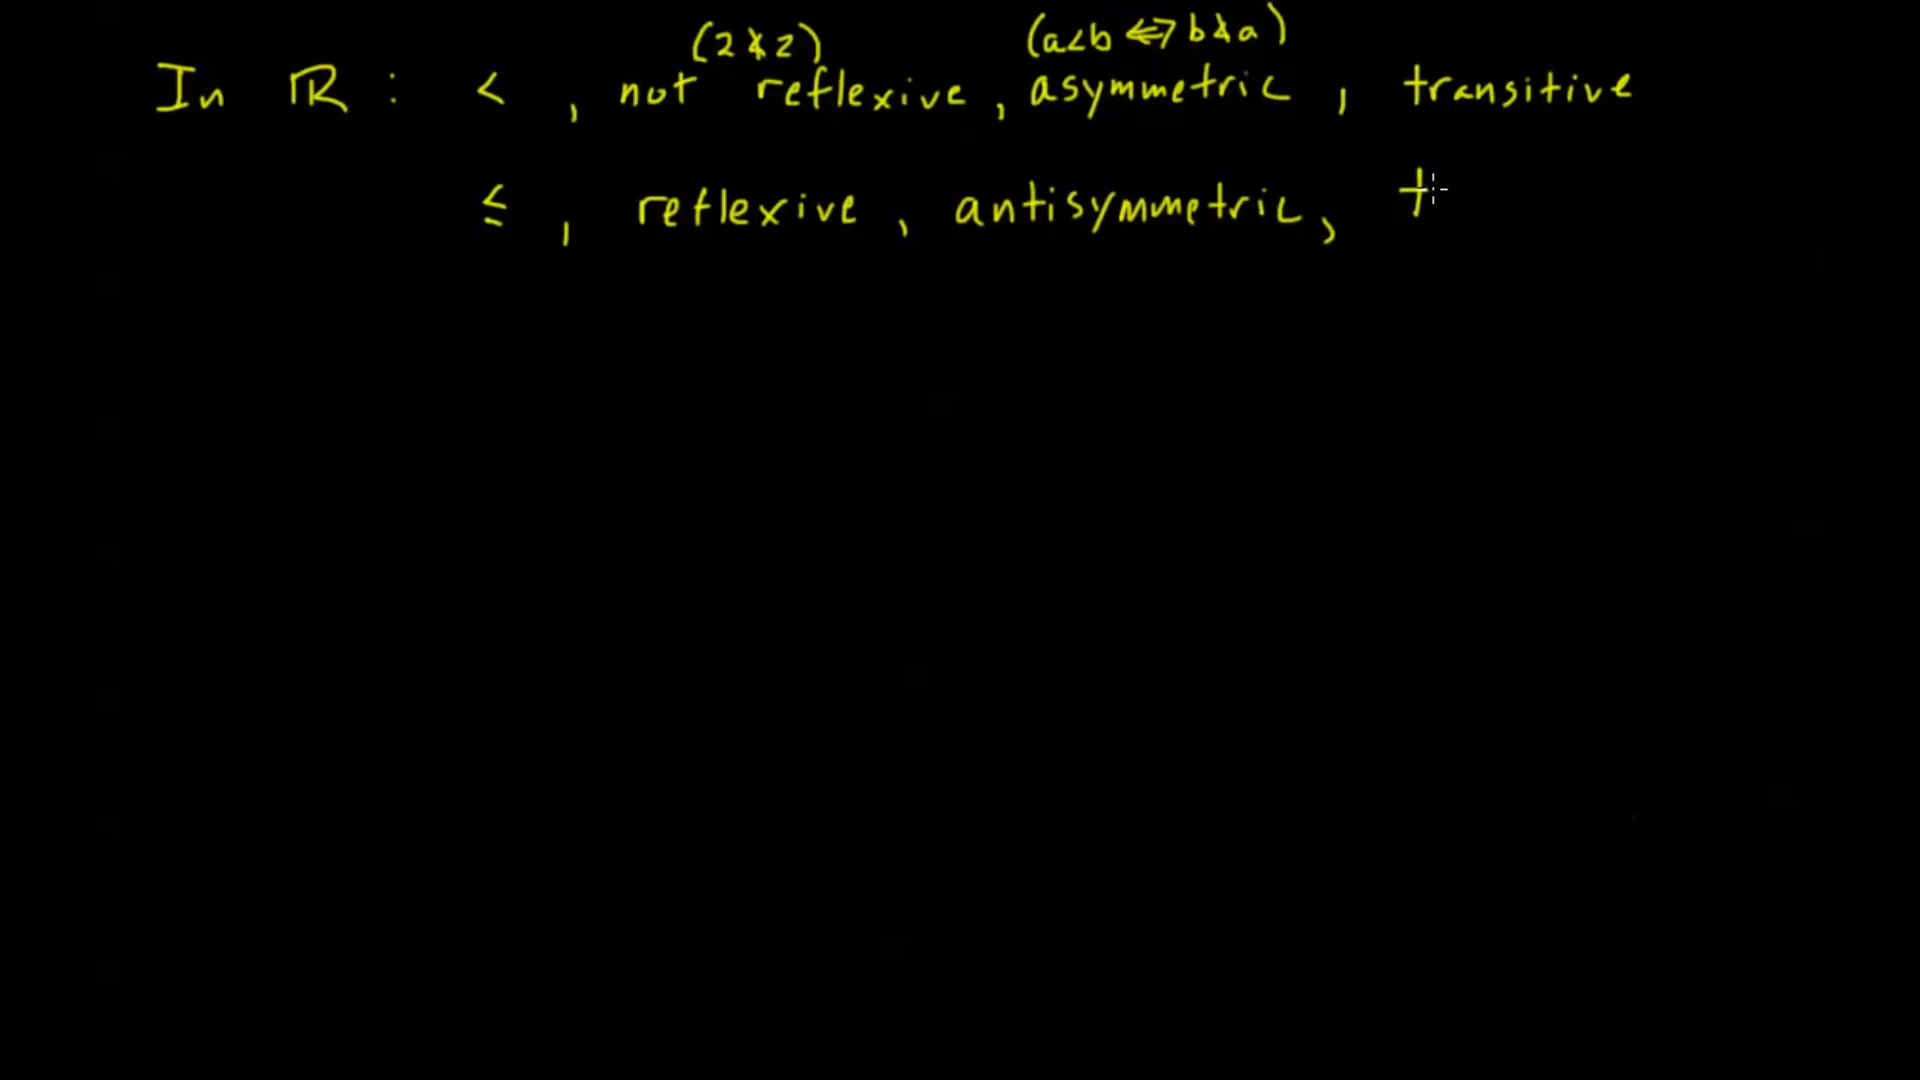 (2 ≮ 2) (a<b ⟺ b≮a)
In ℝ : < , not reflexive , asymmetric , transitive
≤ , reflexive , antisymmetric, t